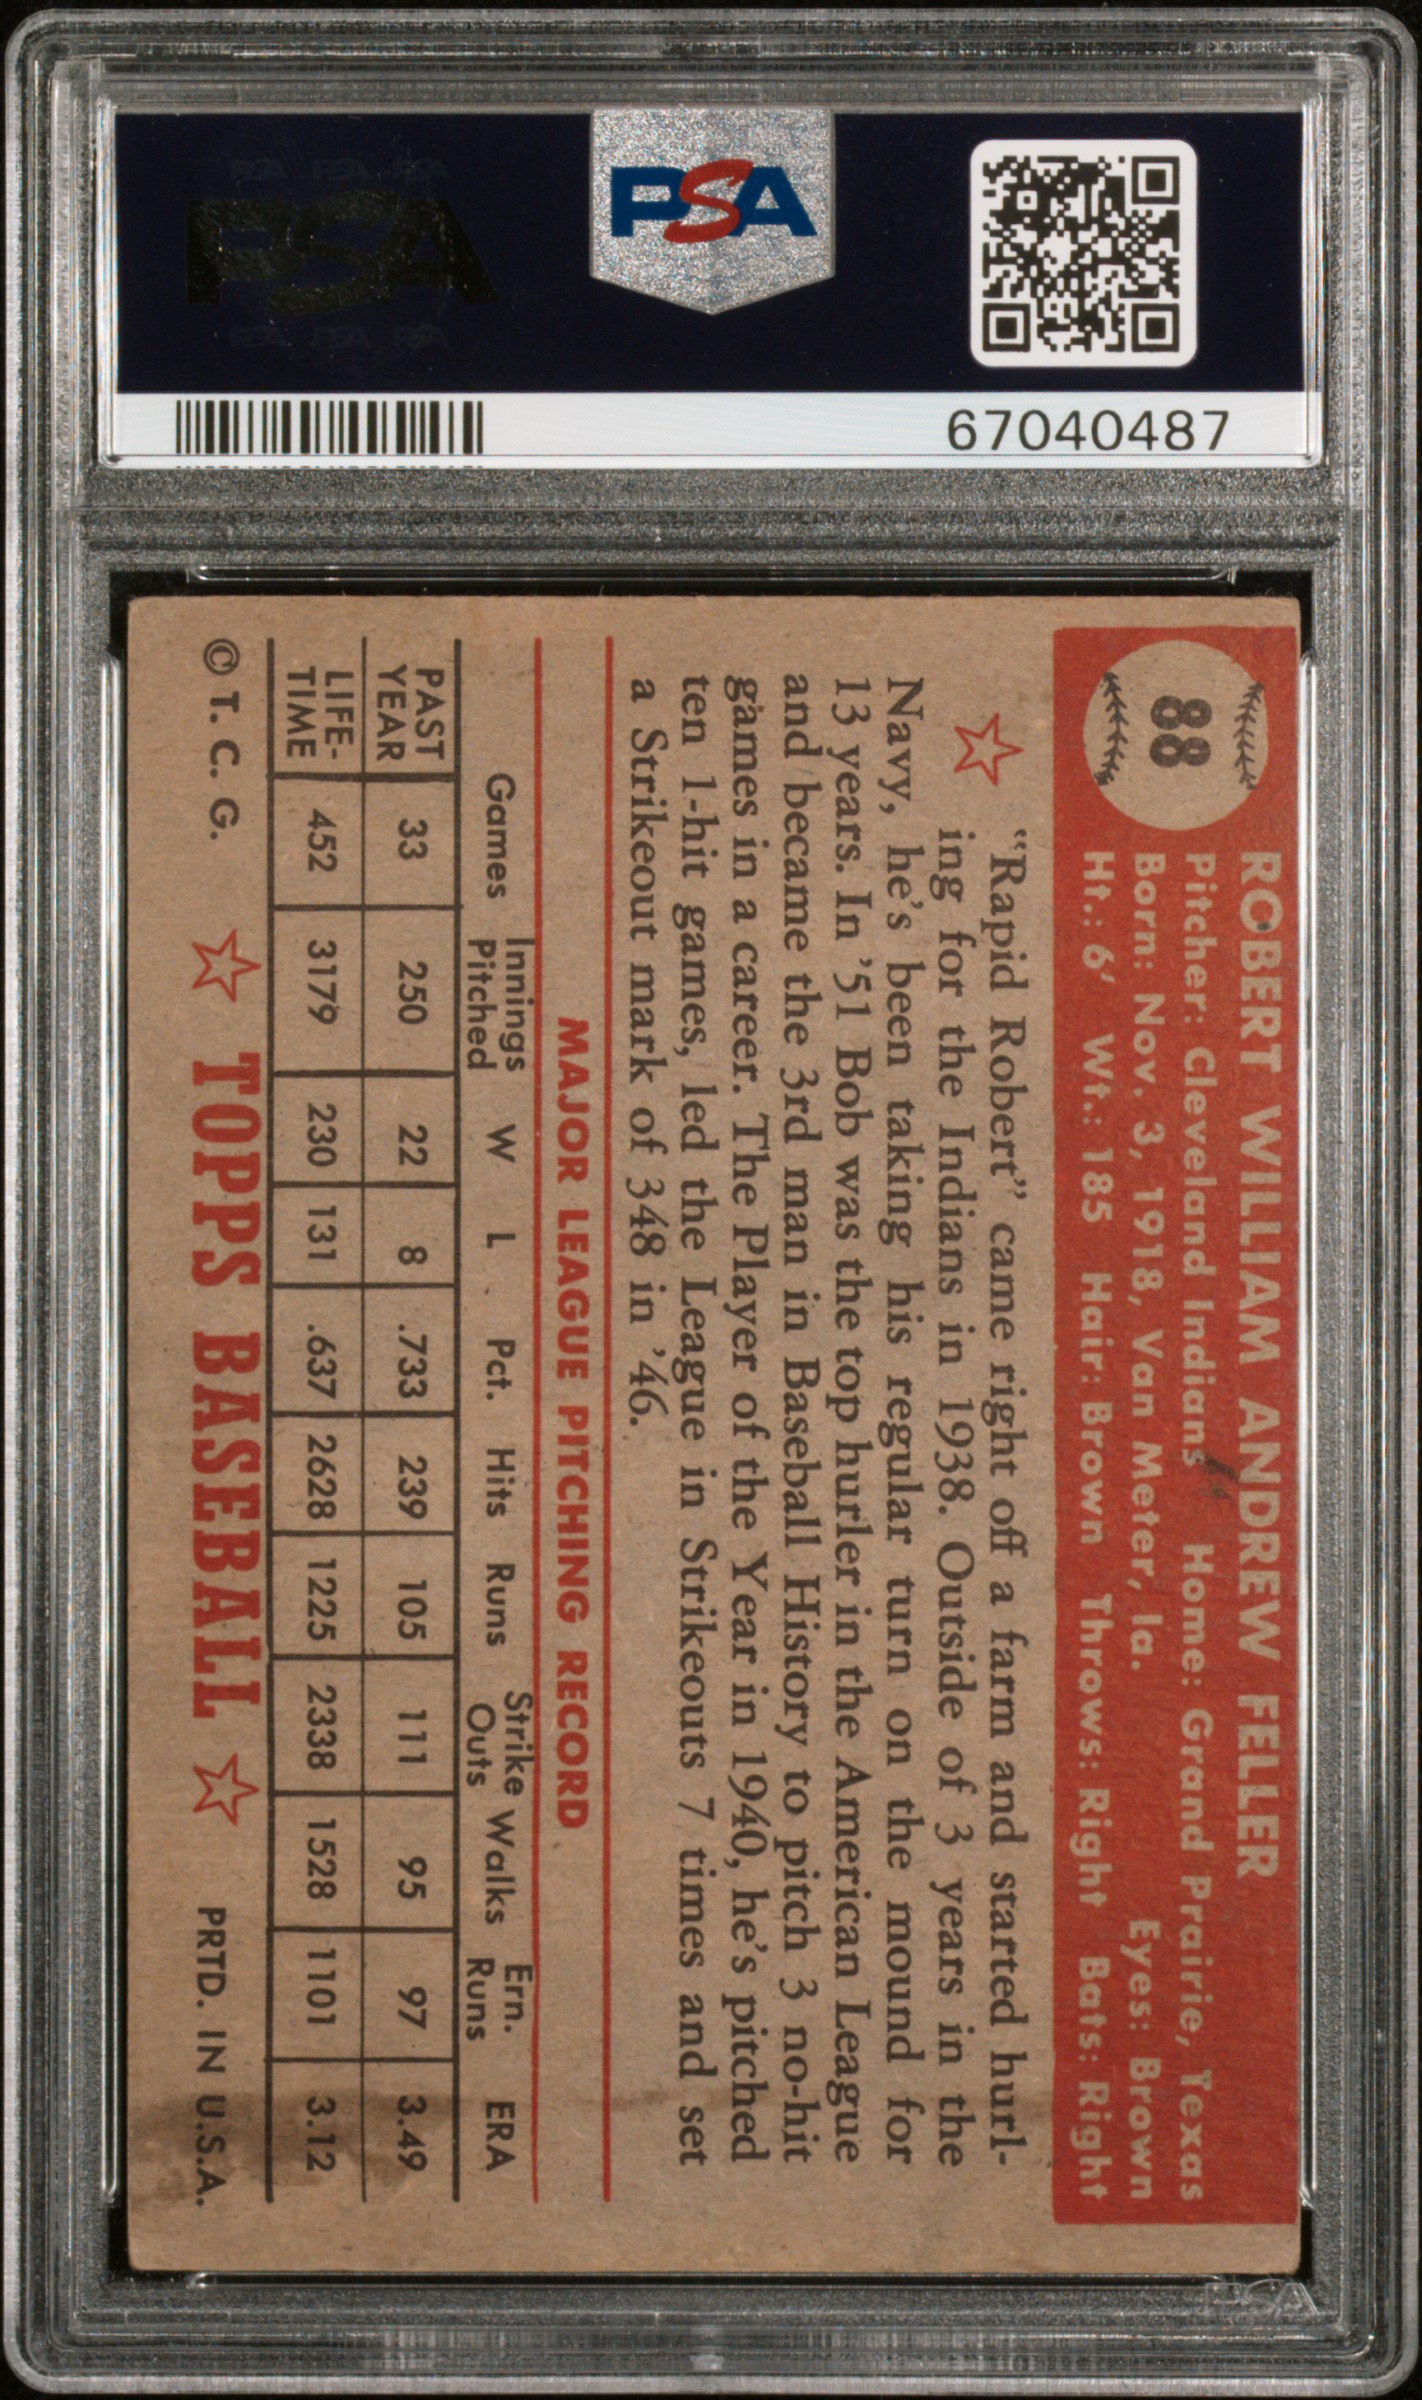 PSA
PSA PSA PSA
PSA
PSA PSA PSA
67040487
88
ROBERT WILLIAM ANDREW FELLER
Pitcher: Cleveland Indians Home: Grand Prairie, Texas
Born: Nov. 3, 1918, Van Meter, Ia. Eyes: Brown
Ht.: 6' Wt.: 185 Hair: Brown Throws: Right Bats: Right
"Rapid Robert" came right off a farm and started hurl-
ing for the Indians in 1938. Outside of 3 years in the
Navy, he's been taking his regular turn on the mound for
13 years. In '51 Bob was the top hurler in the American League
and became the 3rd man in Baseball History to pitch 3 no-hit
games in a career. The Player of the Year in 1940, he's pitched
ten 1-hit games, led the League in Strikeouts 7 times and set
a Strikeout mark of 348 in '46.
MAJOR LEAGUE PITCHING RECORD
Games Innings Pitched W L Pct. Hits Runs Strike Outs Walks Ern. Runs ERA
PAST YEAR 33 250 22 8 .733 239 105 111 95 97 3.49
LIFE-TIME 452 3179 230 131 .637 2628 1225 2338 1528 1101 3.12
© T. C. G. TOPPS BASEBALL PRTD. IN U.S.A.
PSA